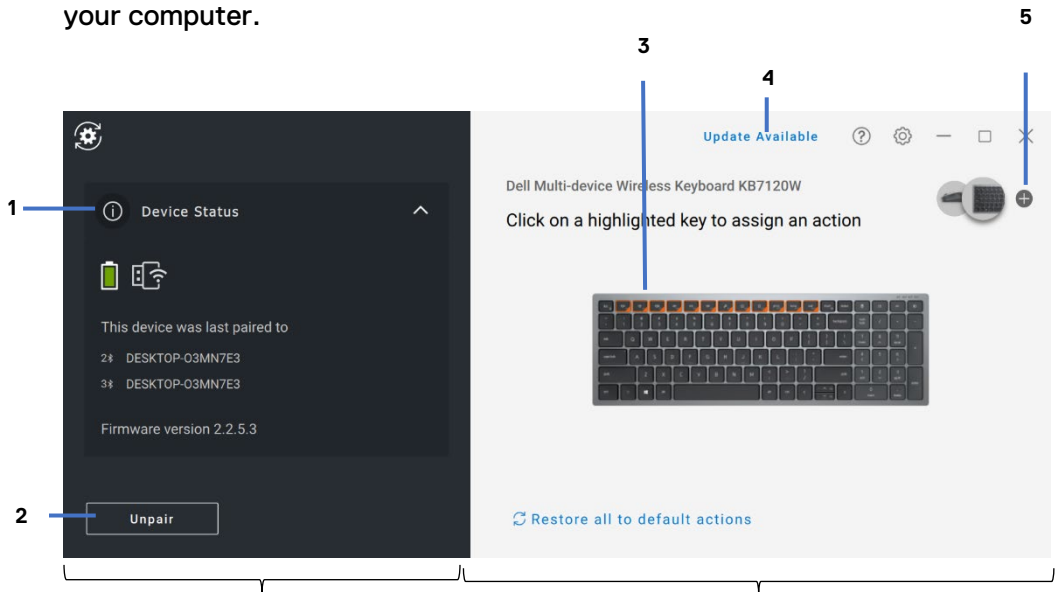 your computer.
5
3
4
Update Available
Dell Multi-device Wireless Keyboard KB7120W
Click on a highlighted key to assign an action
1
Device Status
This device was last paired to
2 DESKTOP-03MN7E3
3 DESKTOP-03MN7E3
Firmware version 2.2.5.3
2
Unpair
Restore all to default actions